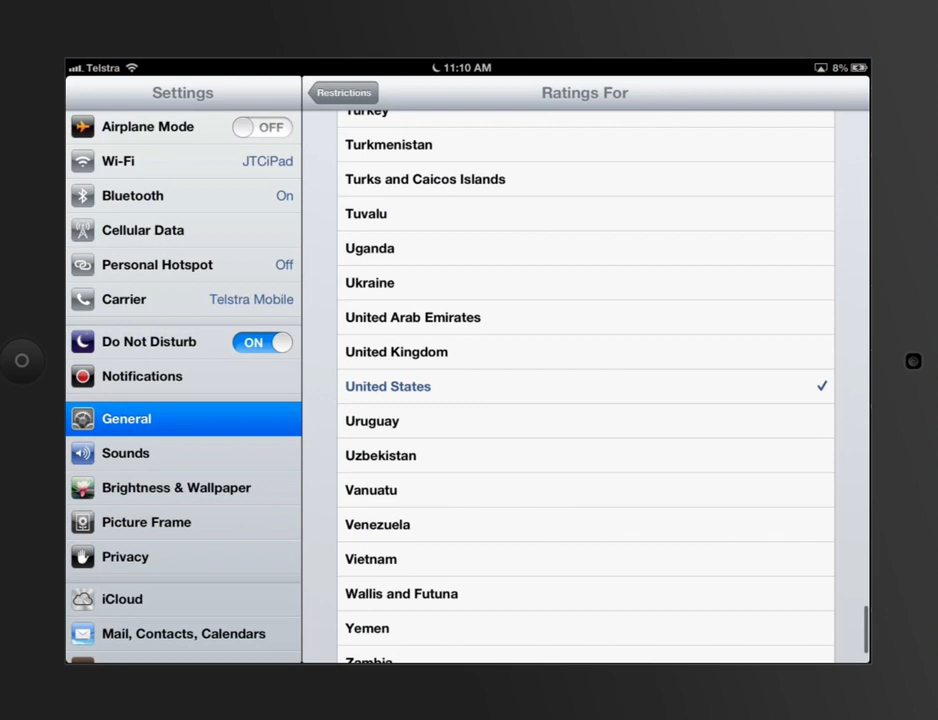 Telstra 11:10 AM 8%
Settings
Airplane Mode OFF
Wi-Fi JTCiPad
Bluetooth On
Cellular Data
Personal Hotspot Off
Carrier Telstra Mobile
Do Not Disturb ON
Notifications
General
Sounds
Brightness & Wallpaper
Picture Frame
Privacy
iCloud
Mail, Contacts, Calendars
Restrictions Ratings For
Turkey
Turkmenistan
Turks and Caicos Islands
Tuvalu
Uganda
Ukraine
United Arab Emirates
United Kingdom
United States
Uruguay
Uzbekistan
Vanuatu
Venezuela
Vietnam
Wallis and Futuna
Yemen
Zambia